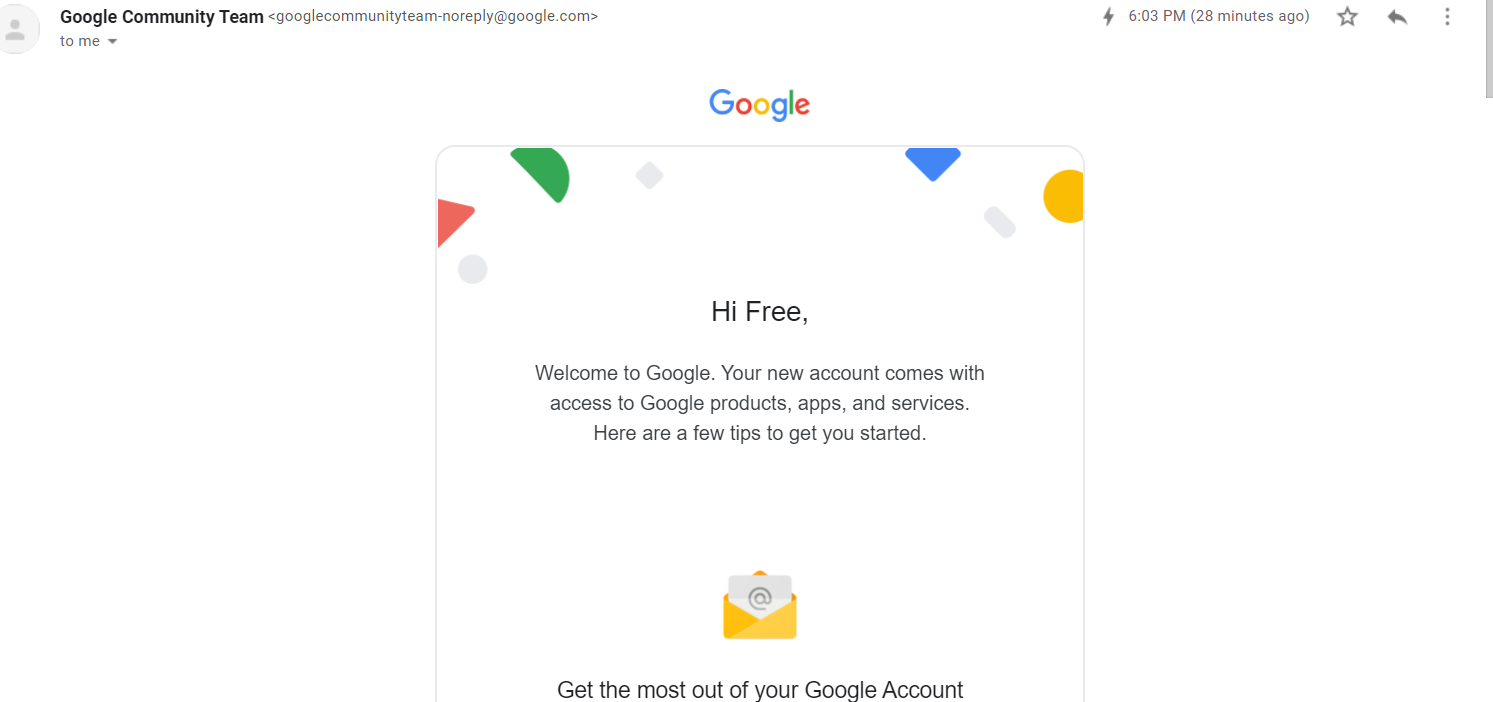 Google Community Team <googlecommunityteam-noreply@google.com>
6:03 PM (28 minutes ago)
to me
Google
Hi Free,
Welcome to Google. Your new account comes with
access to Google products, apps, and services.
Here are a few tips to get you started.
@
Get the most out of your Google Account